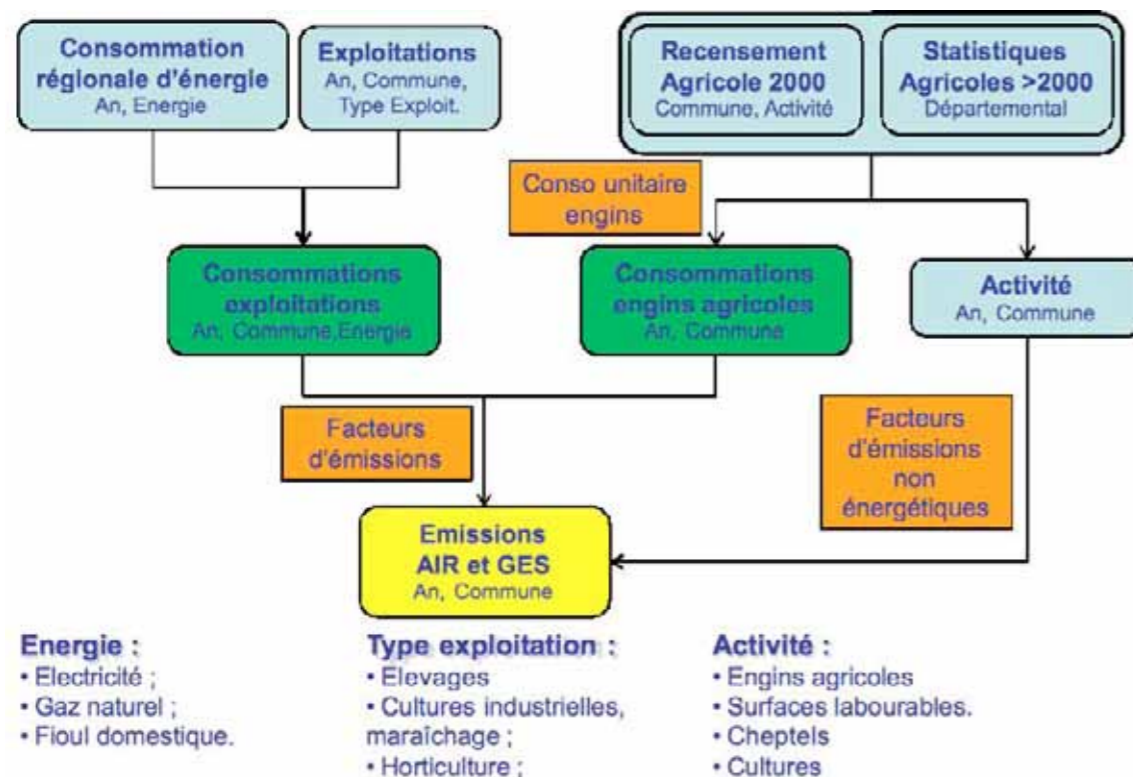 Consommation
régionale d'énergie
An, Energie
Exploitations
An, Commune,
Type Exploit.
Recensement
Agricole 2000
Commune, Activité
Statistiques
Agricoles >2000
Départemental
Conso unitaire
engins
Consommations
exploitations
An, Commune,Energie
Consommations
engins agricoles
An, Commune
Activité
An, Commune
Facteurs
d'émissions
Facteurs
d'émissions
non
énergétiques
Emissions
AIR et GES
An, Commune
Energie :
• Electricité ;
• Gaz naturel ;
• Fioul domestique.
Type exploitation :
• Elevages
• Cultures industrielles,
maraîchage ;
• Horticulture ;
Activité :
• Engins agricoles
• Surfaces labourables.
• Cheptels
• Cultures